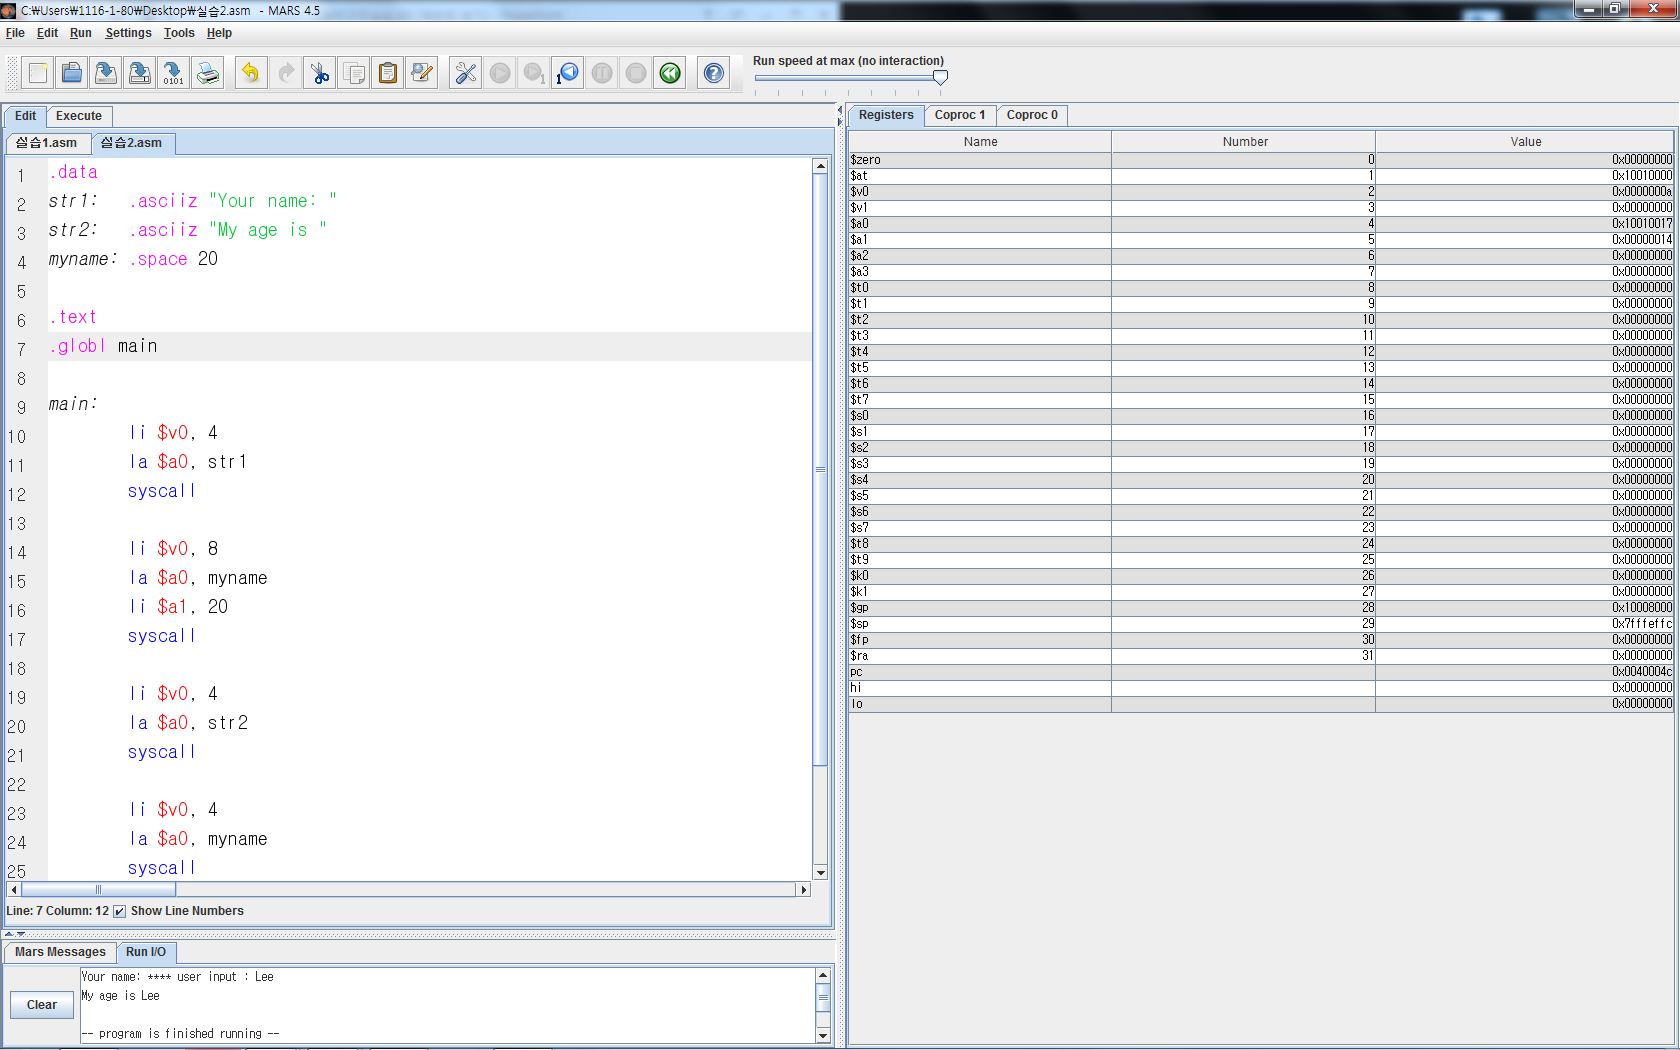 C:₩Users₩1116-1-80₩Desktop₩실습2.asm - MARS 4.5
File Edit Run Settings Tools Help
Run speed at max (no interaction)
Edit Execute
실습1.asm 실습2.asm
1 .data
2 str1: .asciiz "Your name: "
3 str2: .asciiz "My age is "
4 myname: .space 20
5
6 .text
7 .globl main
8
9 main:
10 li $v0, 4
11 la $a0, str1
12 syscall
13
14 li $v0, 8
15 la $a0, myname
16 li $a1, 20
17 syscall
18
19 li $v0, 4
20 la $a0, str2
21 syscall
22
23 li $v0, 4
24 la $a0, myname
25 syscall
Line: 7 Column: 12 Show Line Numbers
Mars Messages Run I/O
Clear
Your name: **** user input : Lee
My age is Lee
-- program is finished running --
Registers Coproc 1 Coproc 0
Name Number Value
$zero 0 0x00000000
$at 1 0x10010000
$v0 2 0x0000000a
$v1 3 0x00000000
$a0 4 0x10010017
$a1 5 0x00000014
$a2 6 0x00000000
$a3 7 0x00000000
$t0 8 0x00000000
$t1 9 0x00000000
$t2 10 0x00000000
$t3 11 0x00000000
$t4 12 0x00000000
$t5 13 0x00000000
$t6 14 0x00000000
$t7 15 0x00000000
$s0 16 0x00000000
$s1 17 0x00000000
$s2 18 0x00000000
$s3 19 0x00000000
$s4 20 0x00000000
$s5 21 0x00000000
$s6 22 0x00000000
$s7 23 0x00000000
$t8 24 0x00000000
$t9 25 0x00000000
$k0 26 0x00000000
$k1 27 0x00000000
$gp 28 0x10008000
$sp 29 0x7fffeffc
$fp 30 0x00000000
$ra 31 0x00000000
pc 0x0040004c
hi 0x00000000
lo 0x00000000